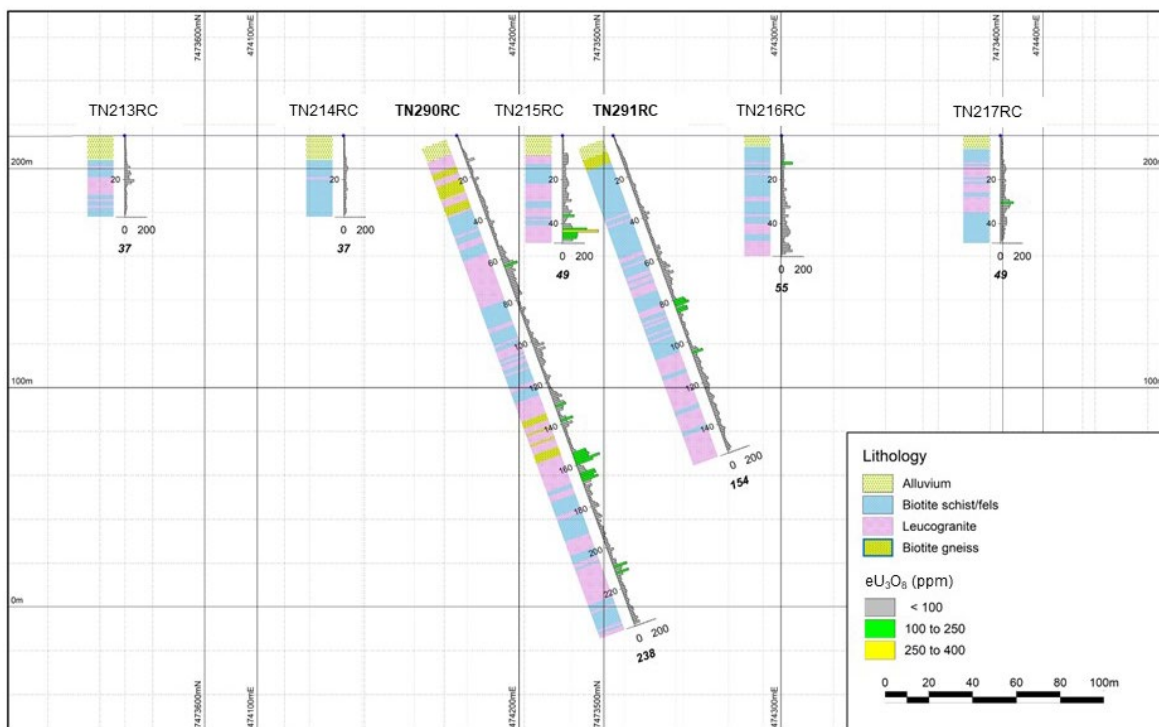 7473600mN 474100mE 474200mE 7473500mN 474300mE 7473400mN 474400mE
TN213RC TN214RC TN290RC TN215RC TN291RC TN216RC TN217RC
200m 200m
20 20 20 20 20 20 20
40 40 40 40 40
0 200
37
0 200
37
0 200
49
0 200
55
0 200
49
60 60
80 80
100 100
100m 100m
120 120
140 140
0 200
154
160
180
200
220
0m
0 200
238
Lithology
Alluvium
Biotite schist/fels
Leucogranite
Biotite gneiss
eU₃O₈ (ppm)
< 100
100 to 250
250 to 400
0 20 40 60 80 100m
7473600mN 474100mE 474200mE 7473500mN 474300mE